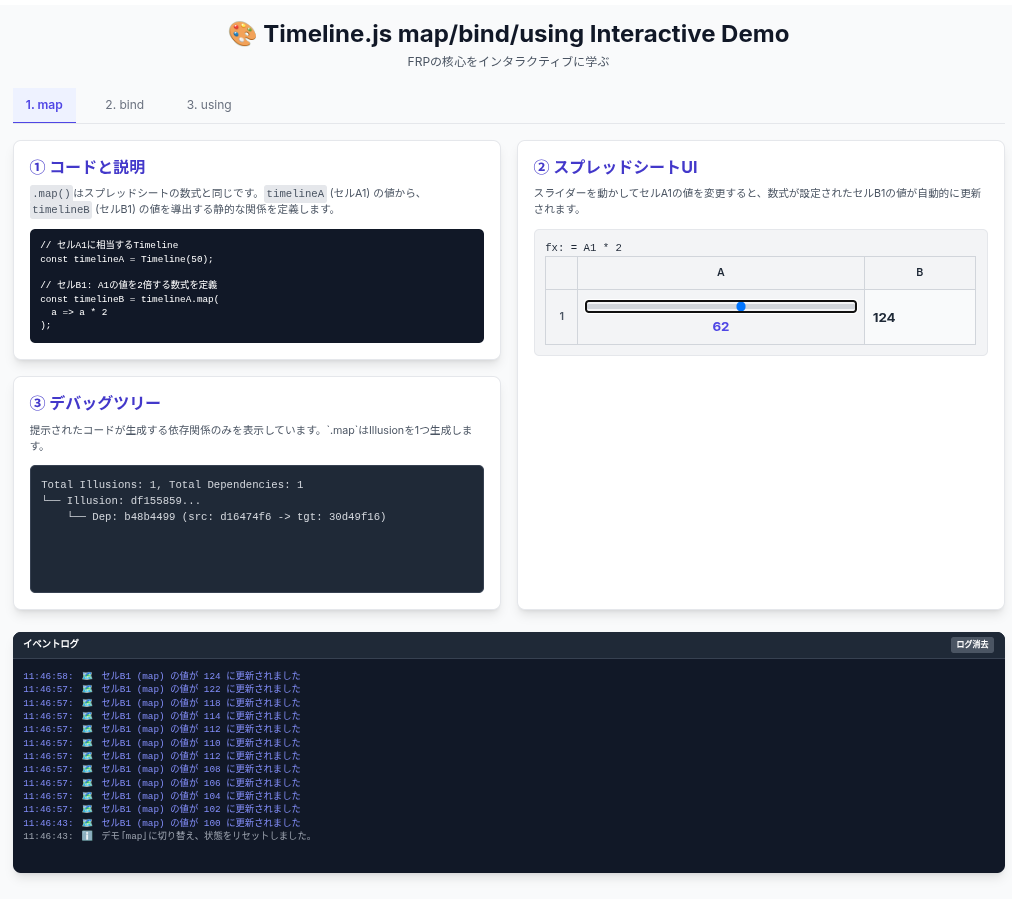 🎨 Timeline.js map/bind/using Interactive Demo
FRPの核心をインタラクティブに学ぶ
1. map
2. bind
3. using
① コードと説明
.map()はスプレッドシートの数式と同じです。timelineA (セルA1) の値から、
timelineB (セルB1) の値を導出する静的な関係を定義します。
// セルA1に相当するTimeline
const timelineA = Timeline(50);
// セルB1: A1の値を2倍する数式を定義
const timelineB = timelineA.map(
  a => a * 2
);
② スプレッドシートUI
スライダーを動かしてセルA1の値を変更すると、数式が設定されたセルB1の値が自動的に更新
されます。
fx: = A1 * 2
A B
1
62
124
③ デバッグツリー
提示されたコードが生成する依存関係のみを表示しています。`.map`はIllusionを1つ生成しま
す。
Total Illusions: 1, Total Dependencies: 1
└── Illusion: df155859...
    └── Dep: b48b4499 (src: d16474f6 -> tgt: 30d49f16)
イベントログ
ログ消去
11:46:58: 🗺️ セルB1 (map) の値が 124 に更新されました
11:46:57: 🗺️ セルB1 (map) の値が 122 に更新されました
11:46:57: 🗺️ セルB1 (map) の値が 118 に更新されました
11:46:57: 🗺️ セルB1 (map) の値が 114 に更新されました
11:46:57: 🗺️ セルB1 (map) の値が 112 に更新されました
11:46:57: 🗺️ セルB1 (map) の値が 110 に更新されました
11:46:57: 🗺️ セルB1 (map) の値が 112 に更新されました
11:46:57: 🗺️ セルB1 (map) の値が 108 に更新されました
11:46:57: 🗺️ セルB1 (map) の値が 106 に更新されました
11:46:57: 🗺️ セルB1 (map) の値が 104 に更新されました
11:46:57: 🗺️ セルB1 (map) の値が 102 に更新されました
11:46:43: 🗺️ セルB1 (map) の値が 100 に更新されました
11:46:43: ℹ️ デモ「map」に切り替え、状態をリセットしました。